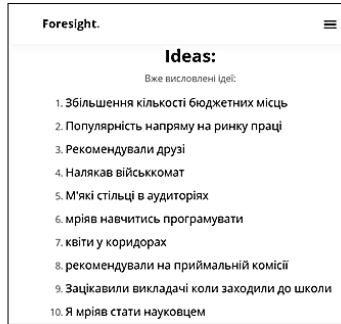 Foresight.
Ideas:
Вже висловлені ідеї:
1. Збільшення кількості бюджетних місць
2. Популярність напряму на ринку праці
3. Рекомендували друзі
4. Налякав військкомат
5. М'які стільці в аудиторіях
6. мріяв навчитись програмувати
7. квіти у коридорах
8. рекомендували на приймальній комісії
9. Зацікавили викладачі коли заходили до школи
10. Я мріяв стати науковцем